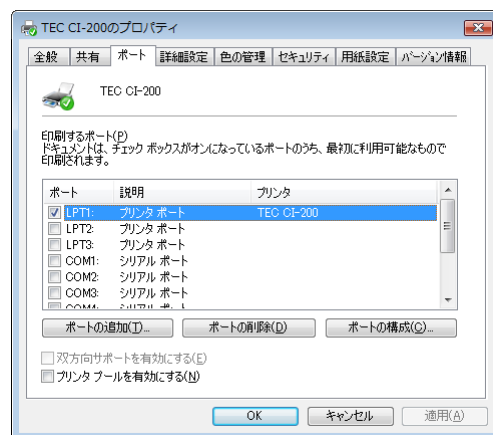 TEC CI-200のプロパティ
全般 共有 ポート 詳細設定 色の管理 セキュリティ 用紙設定 バージョン情報
TEC CI-200
印刷するポート(P)
ドキュメントは、チェック ボックスがオンになっているポートのうち、最初に利用可能なもので
印刷されます。
ポート 説明 プリンタ
LPT1: プリンタ ポート TEC CI-200
LPT2: プリンタ ポート
LPT3: プリンタ ポート
COM1: シリアル ポート
COM2: シリアル ポート
COM3: シリアル ポート
COM4: シリアル ポート
ポートの追加(T)... ポートの削除(D) ポートの構成(C)...
双方向サポートを有効にする(E)
プリンタ プールを有効にする(N)
OK キャンセル 適用(A)